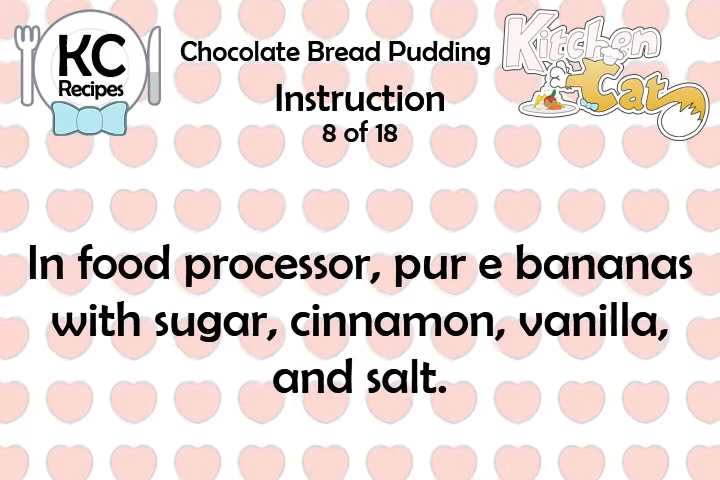 KC
Recipes
Chocolate Bread Pudding
Kitchen
Cat
Instruction
8 of 18
In food processor, pur e bananas
with sugar, cinnamon, vanilla,
and salt.